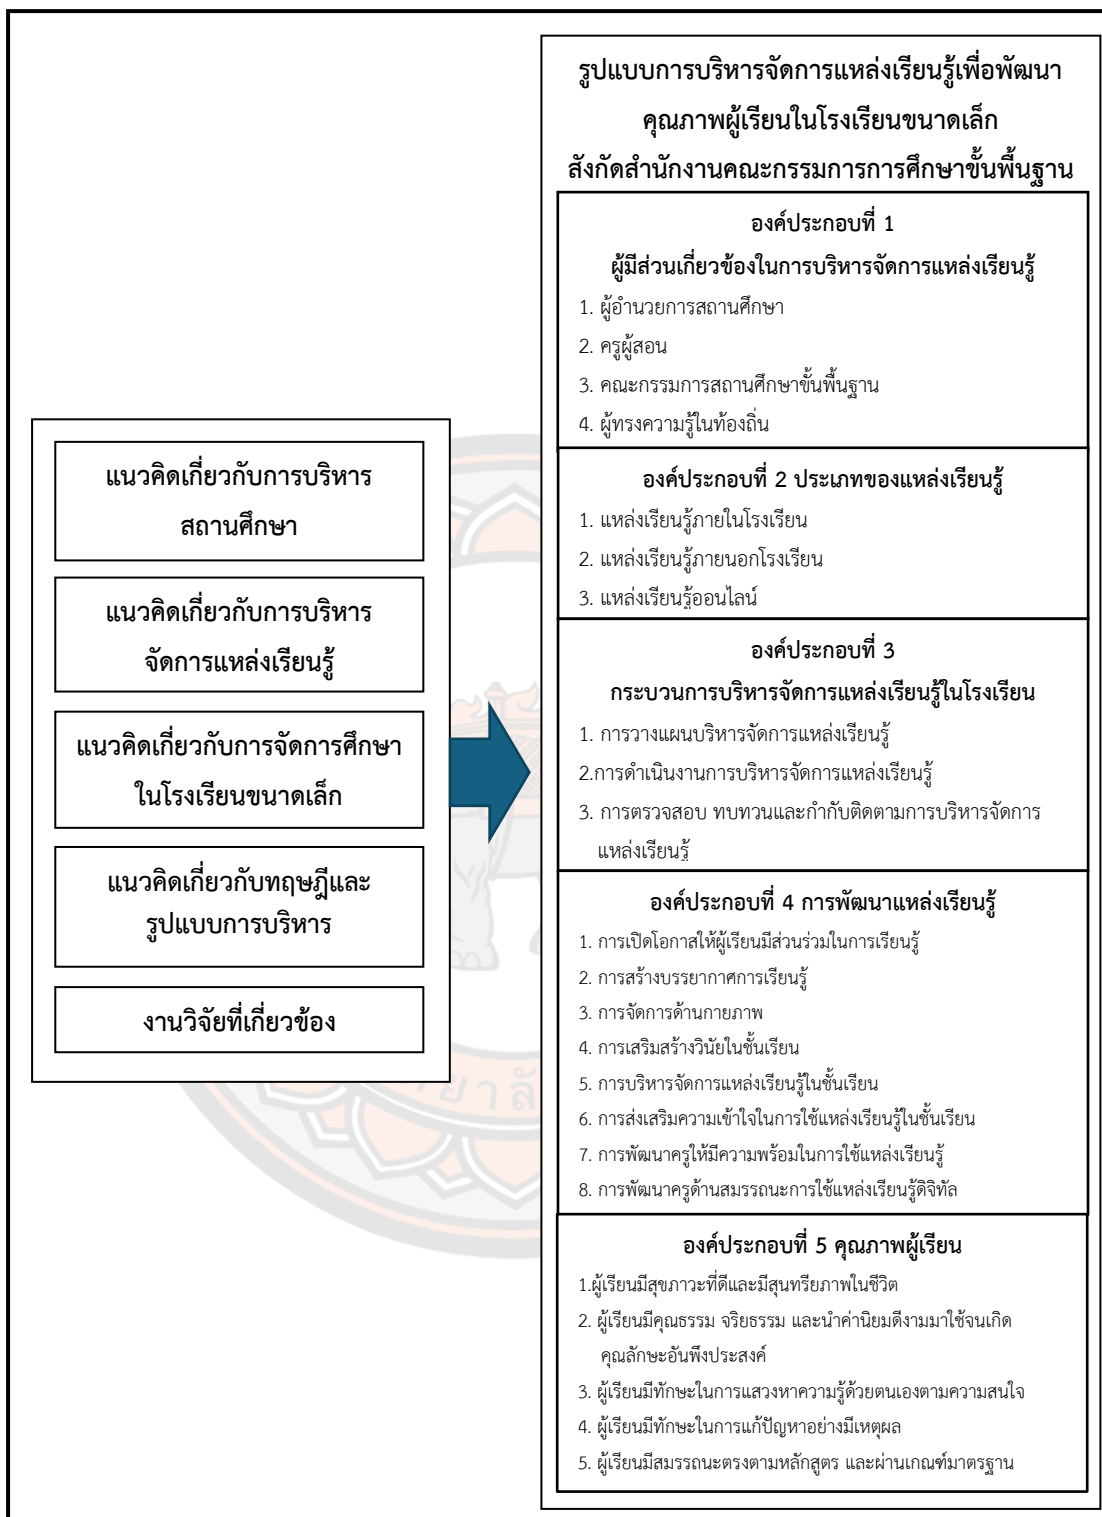 แนวคิดเกี่ยวกับการบริหาร
สถานศึกษา
แนวคิดเกี่ยวกับการบริหาร
จัดการแหล่งเรียนรู้
แนวคิดเกี่ยวกับการจัดการศึกษา
ในโรงเรียนขนาดเล็ก
แนวคิดเกี่ยวกับทฤษฎีและ
รูปแบบการบริหาร
งานวิจัยที่เกี่ยวข้อง
รูปแบบการบริหารจัดการแหล่งเรียนรู้เพื่อพัฒนา
คุณภาพผู้เรียนในโรงเรียนขนาดเล็ก
สังกัดสำนักงานคณะกรรมการการศึกษาขั้นพื้นฐาน
องค์ประกอบที่ 1
ผู้มีส่วนเกี่ยวข้องในการบริหารจัดการแหล่งเรียนรู้
1. ผู้อำนวยการสถานศึกษา
2. ครูผู้สอน
3. คณะกรรมการสถานศึกษาขั้นพื้นฐาน
4. ผู้ทรงความรู้ในท้องถิ่น
องค์ประกอบที่ 2 ประเภทของแหล่งเรียนรู้
1. แหล่งเรียนรู้ภายในโรงเรียน
2. แหล่งเรียนรู้ภายนอกโรงเรียน
3. แหล่งเรียนรู้ออนไลน์
องค์ประกอบที่ 3
กระบวนการบริหารจัดการแหล่งเรียนรู้ในโรงเรียน
1. การวางแผนบริหารจัดการแหล่งเรียนรู้
2.การดำเนินงานการบริหารจัดการแหล่งเรียนรู้
3. การตรวจสอบ ทบทวนและกำกับติดตามการบริหารจัดการ
แหล่งเรียนรู้
องค์ประกอบที่ 4 การพัฒนาแหล่งเรียนรู้
1. การเปิดโอกาสให้ผู้เรียนมีส่วนร่วมในการเรียนรู้
2. การสร้างบรรยากาศการเรียนรู้
3. การจัดการด้านกายภาพ
4. การเสริมสร้างวินัยในชั้นเรียน
5. การบริหารจัดการแหล่งเรียนรู้ในชั้นเรียน
6. การส่งเสริมความเข้าใจในการใช้แหล่งเรียนรู้ในชั้นเรียน
7. การพัฒนาครูให้มีความพร้อมในการใช้แหล่งเรียนรู้
8. การพัฒนาครูด้านสมรรถนะการใช้แหล่งเรียนรู้ดิจิทัล
องค์ประกอบที่ 5 คุณภาพผู้เรียน
1.ผู้เรียนมีสุขภาวะที่ดีและมีสุนทรียภาพในชีวิต
2. ผู้เรียนมีคุณธรรม จริยธรรม และนำค่านิยมดีงามมาใช้จนเกิด
คุณลักษะอันพึงประสงค์
3. ผู้เรียนมีทักษะในการแสวงหาความรู้ด้วยตนเองตามความสนใจ
4. ผู้เรียนมีทักษะในการแก้ปัญหาอย่างมีเหตุผล
5. ผู้เรียนมีสมรรถนะตรงตามหลักสูตร และผ่านเกณฑ์มาตรฐาน